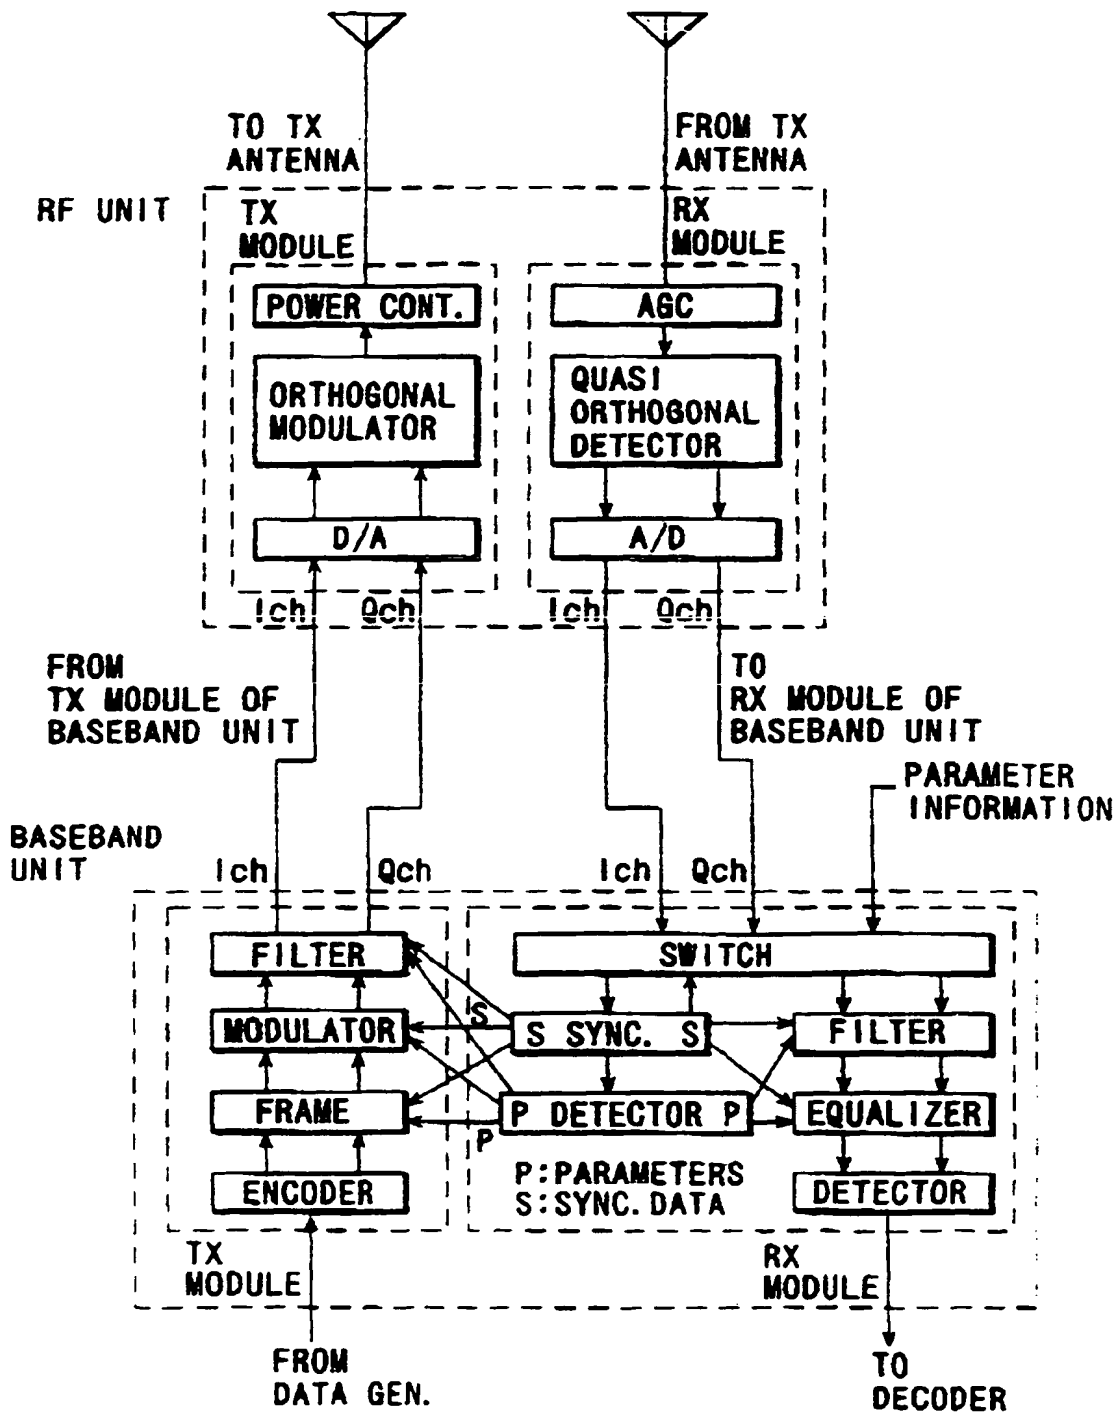 TO TX
ANTENNA
FROM TX
ANTENNA
RF UNIT
TX
MODULE
RX
MODULE
POWER CONT.
AGC
ORTHOGONAL
MODULATOR
QUASI
ORTHOGONAL
DETECTOR
D/A
A/D
Ich
Qch
Ich
Qch
FROM
TX MODULE OF
BASEBAND UNIT
TO
RX MODULE OF
BASEBAND UNIT
PARAMETER
INFORMATION
BASEBAND
UNIT
Ich
Qch
Ich
Qch
FILTER
SWITCH
MODULATOR
S
S SYNC. S
FILTER
FRAME
P
P DETECTOR P
EQUALIZER
ENCODER
P:PARAMETERS
S:SYNC.DATA
DETECTOR
TX
MODULE
RX
MODULE
FROM
DATA GEN.
TO
DECODER